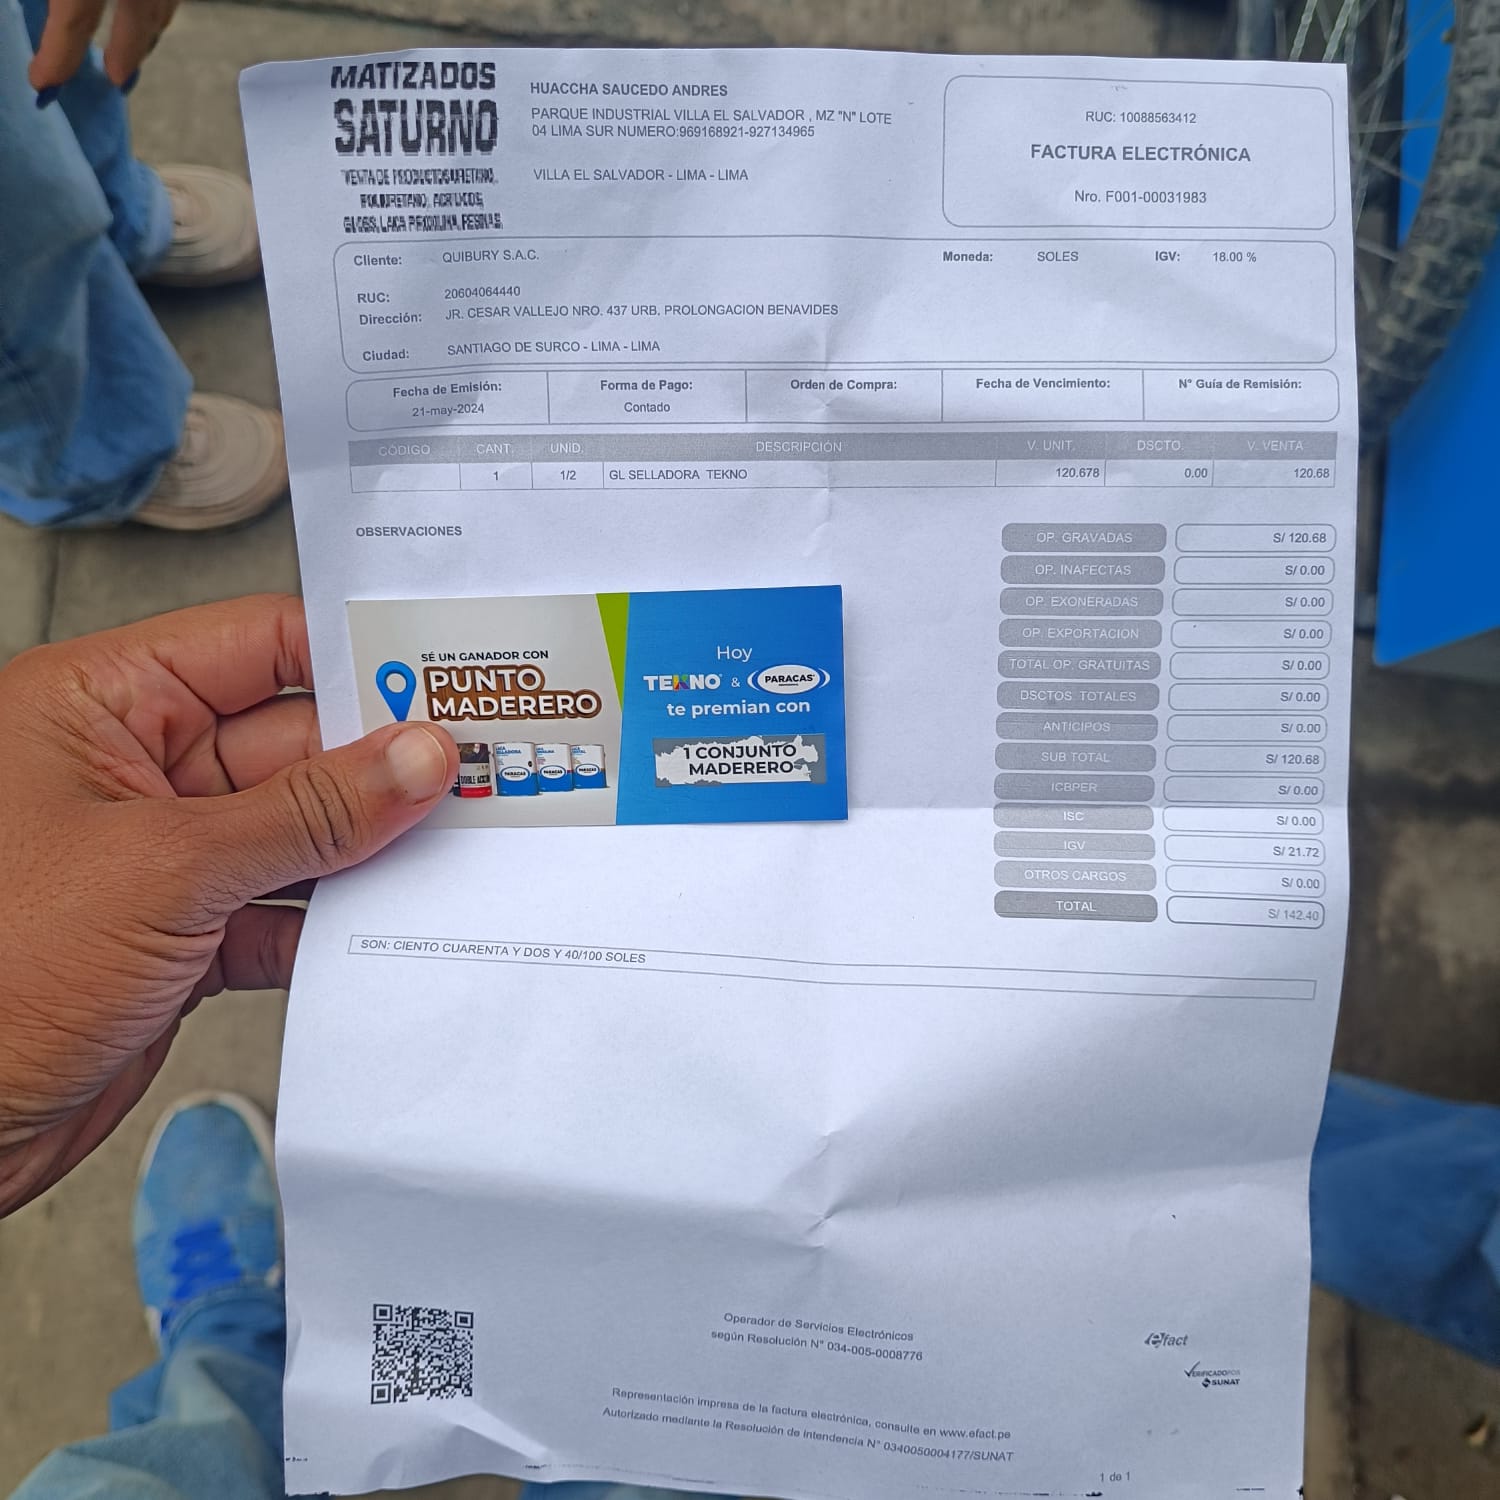 MATIZADOS
SATURNO
VENTA DE PRODUCTOS URETANO,
POLIURETANO, ACRILICOS,
GLOSS, LACA PIROXILINA, RESINAS,
HUACCHA SAUCEDO ANDRES
PARQUE INDUSTRIAL VILLA EL SALVADOR , MZ "N" LOTE
04 LIMA SUR NUMERO:969168921-927134965
VILLA EL SALVADOR - LIMA - LIMA
RUC: 10088563412
FACTURA ELECTRÓNICA
Nro. F001-00031983
Cliente: QUIBURY S.A.C. Moneda: SOLES IGV: 18.00 %
RUC: 20604064440
Dirección: JR. CESAR VALLEJO NRO. 437 URB. PROLONGACION BENAVIDES
Ciudad: SANTIAGO DE SURCO - LIMA - LIMA
Fecha de Emisión: Forma de Pago: Orden de Compra: Fecha de Vencimiento: N° Guía de Remisión:
21-may-2024 Contado
CÓDIGO CANT. UNID. DESCRIPCIÓN V. UNIT. DSCTO. V. VENTA
1 1/2 GL SELLADORA TEKNO 120.678 0.00 120.68
OBSERVACIONES
OP. GRAVADAS S/ 120.68
OP. INAFECTAS S/ 0.00
OP. EXONERADAS S/ 0.00
OP. EXPORTACION S/ 0.00
TOTAL OP. GRATUITAS S/ 0.00
DSCTOS. TOTALES S/ 0.00
ANTICIPOS S/ 0.00
SUB TOTAL S/ 120.68
ICBPER S/ 0.00
ISC S/ 0.00
IGV S/ 21.72
OTROS CARGOS S/ 0.00
TOTAL S/ 142.40
SÉ UN GANADOR CON
PUNTO
MADERERO
PARACAS
PARACAS
PARACAS
Hoy
TEKNO & PARACAS
te premian con
1 CONJUNTO
MADERERO
SON: CIENTO CUARENTA Y DOS Y 40/100 SOLES
Operador de Servicios Electrónicos
según Resolución N° 034-005-0008776
efact
VERIFICADO POR
SUNAT
Representación impresa de la factura electrónica, consulte en www.efact.pe
Autorizado mediante la Resolución de Intendencia N° 0340050004177/SUNAT
1 de 1